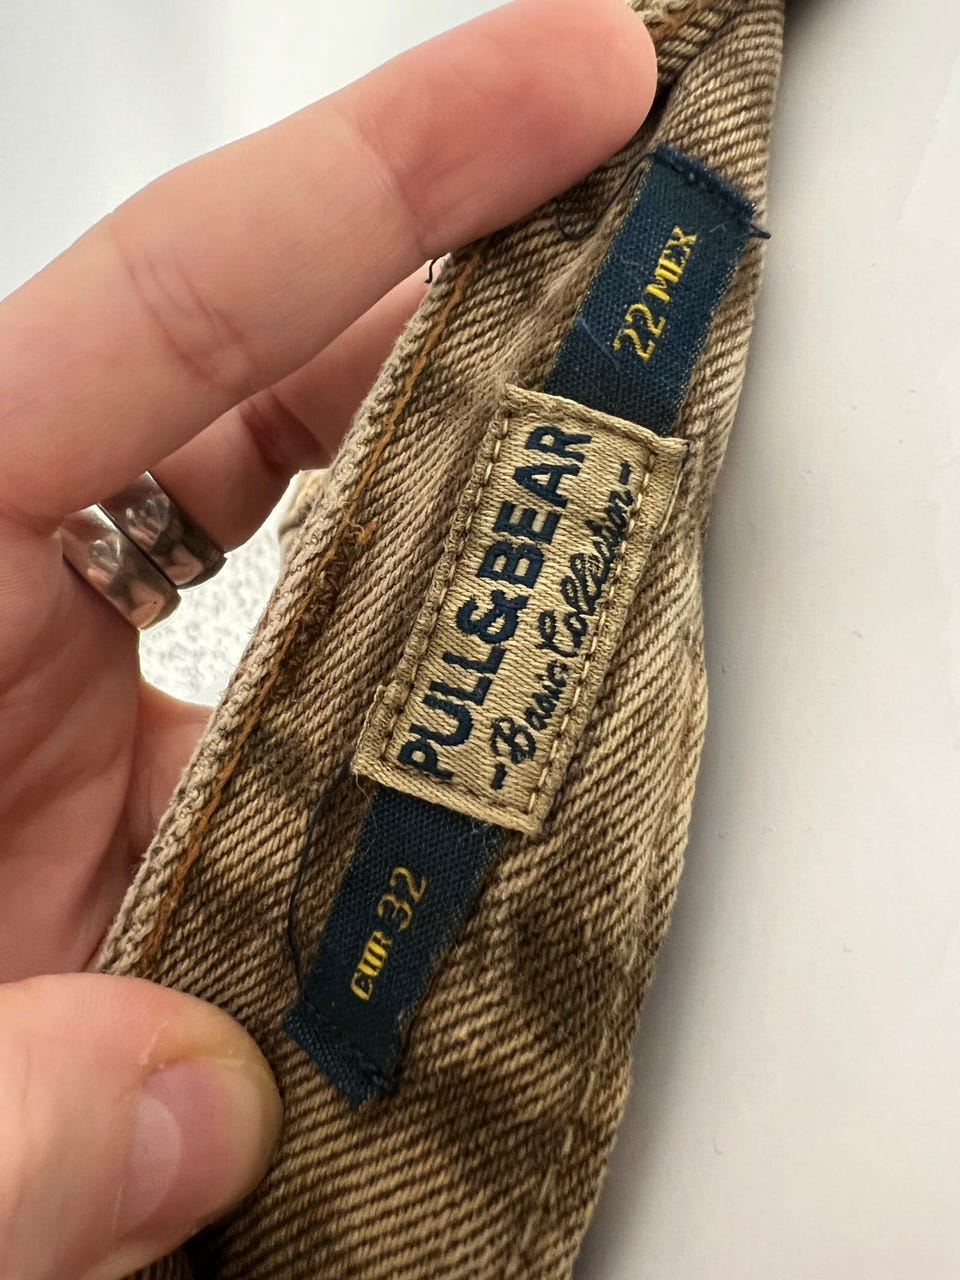 EUR 32
PULL&BEAR
-Basic Collection-
22 MEX